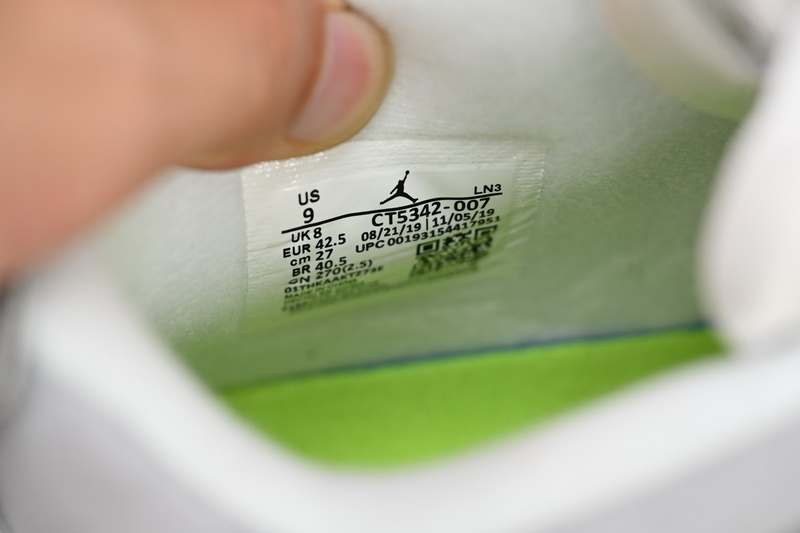 US
9
LN3
CT5342-007
UK 8
08/21/19 | 11/05/19
EUR 42.5
UPC 00193154417951
cm 27
BR 40.5
CN 270(2.5)